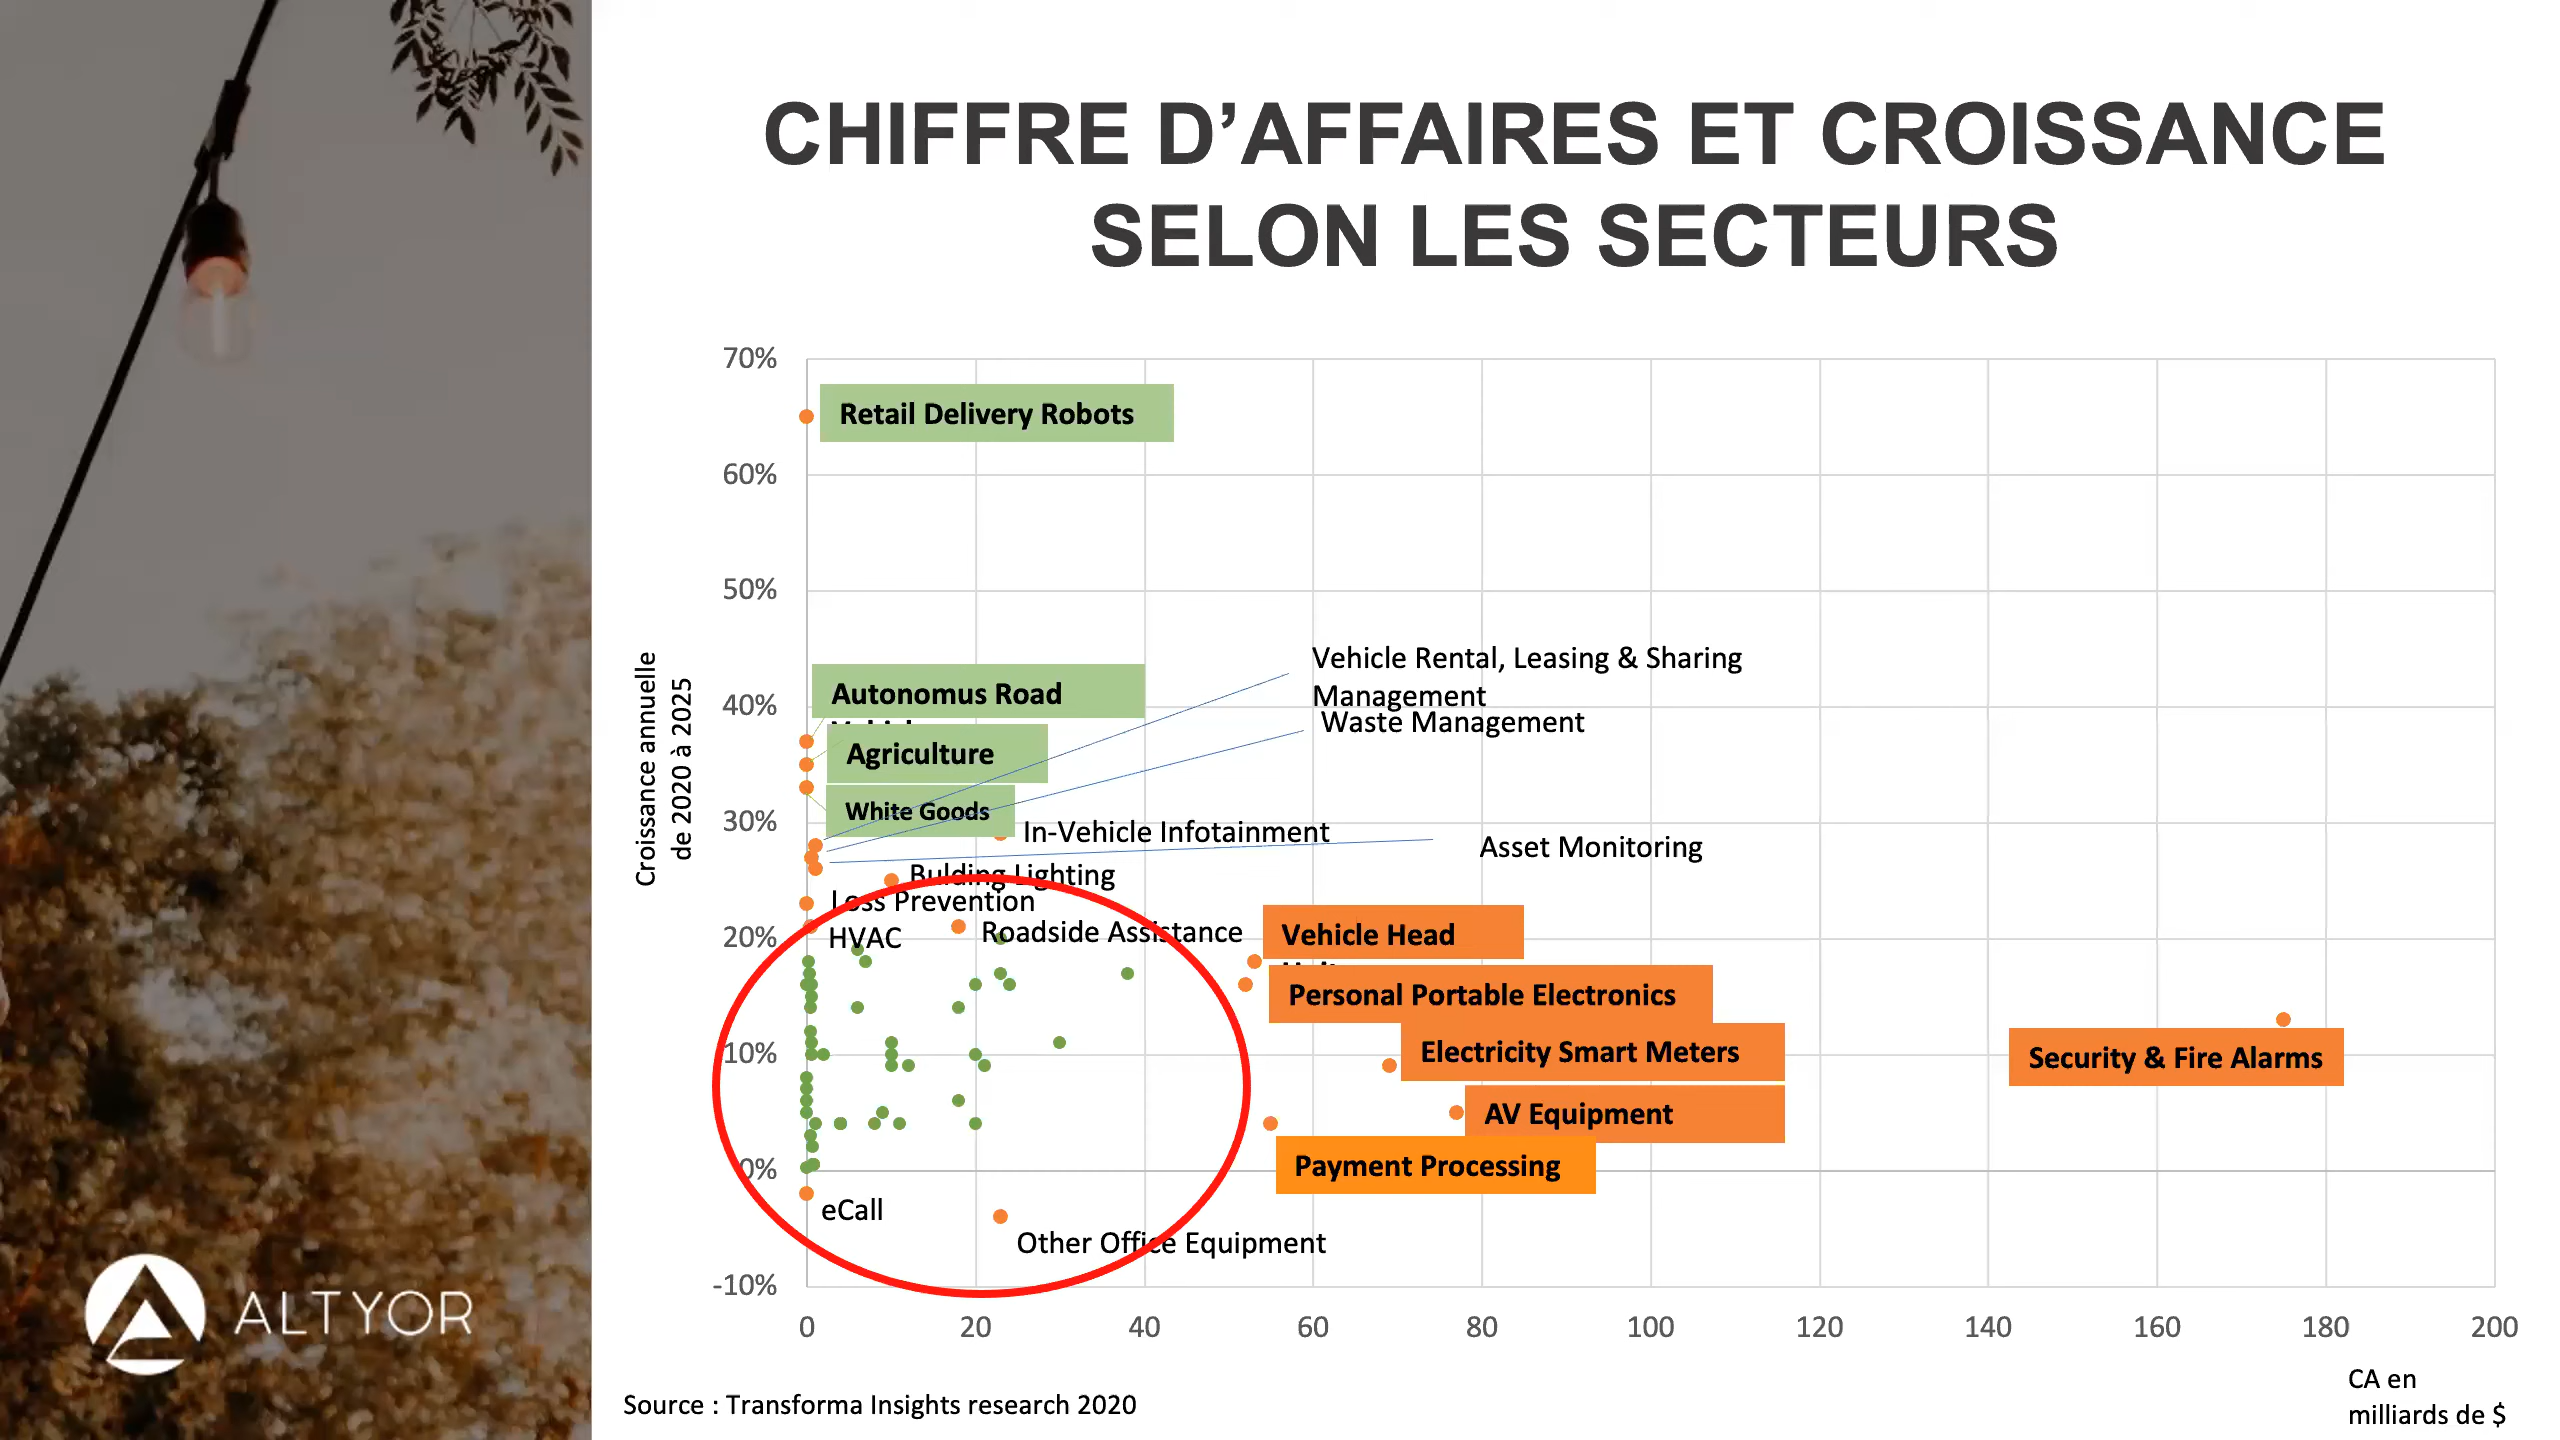 CHIFFRE D’AFFAIRES ET CROISSANCE
SELON LES SECTEURS
70%
60%
50%
40%
30%
20%
10%
0%
-10%
Croissance annuelle
de 2020 à 2025
Retail Delivery Robots
Vehicle Rental, Leasing & Sharing
Management
Autonomus Road
Waste Management
Agriculture
White Goods
In-Vehicle Infotainment
Asset Monitoring
Bulding Lighting
Loss Prevention
HVAC
Roadside Assistance
Vehicle Head
Personal Portable Electronics
Electricity Smart Meters
Security & Fire Alarms
AV Equipment
Payment Processing
eCall
Other Office Equipment
0 20 40 60 80 100 120 140 160 180 200
CA en
milliards de $
Source : Transforma Insights research 2020
ALTYOR